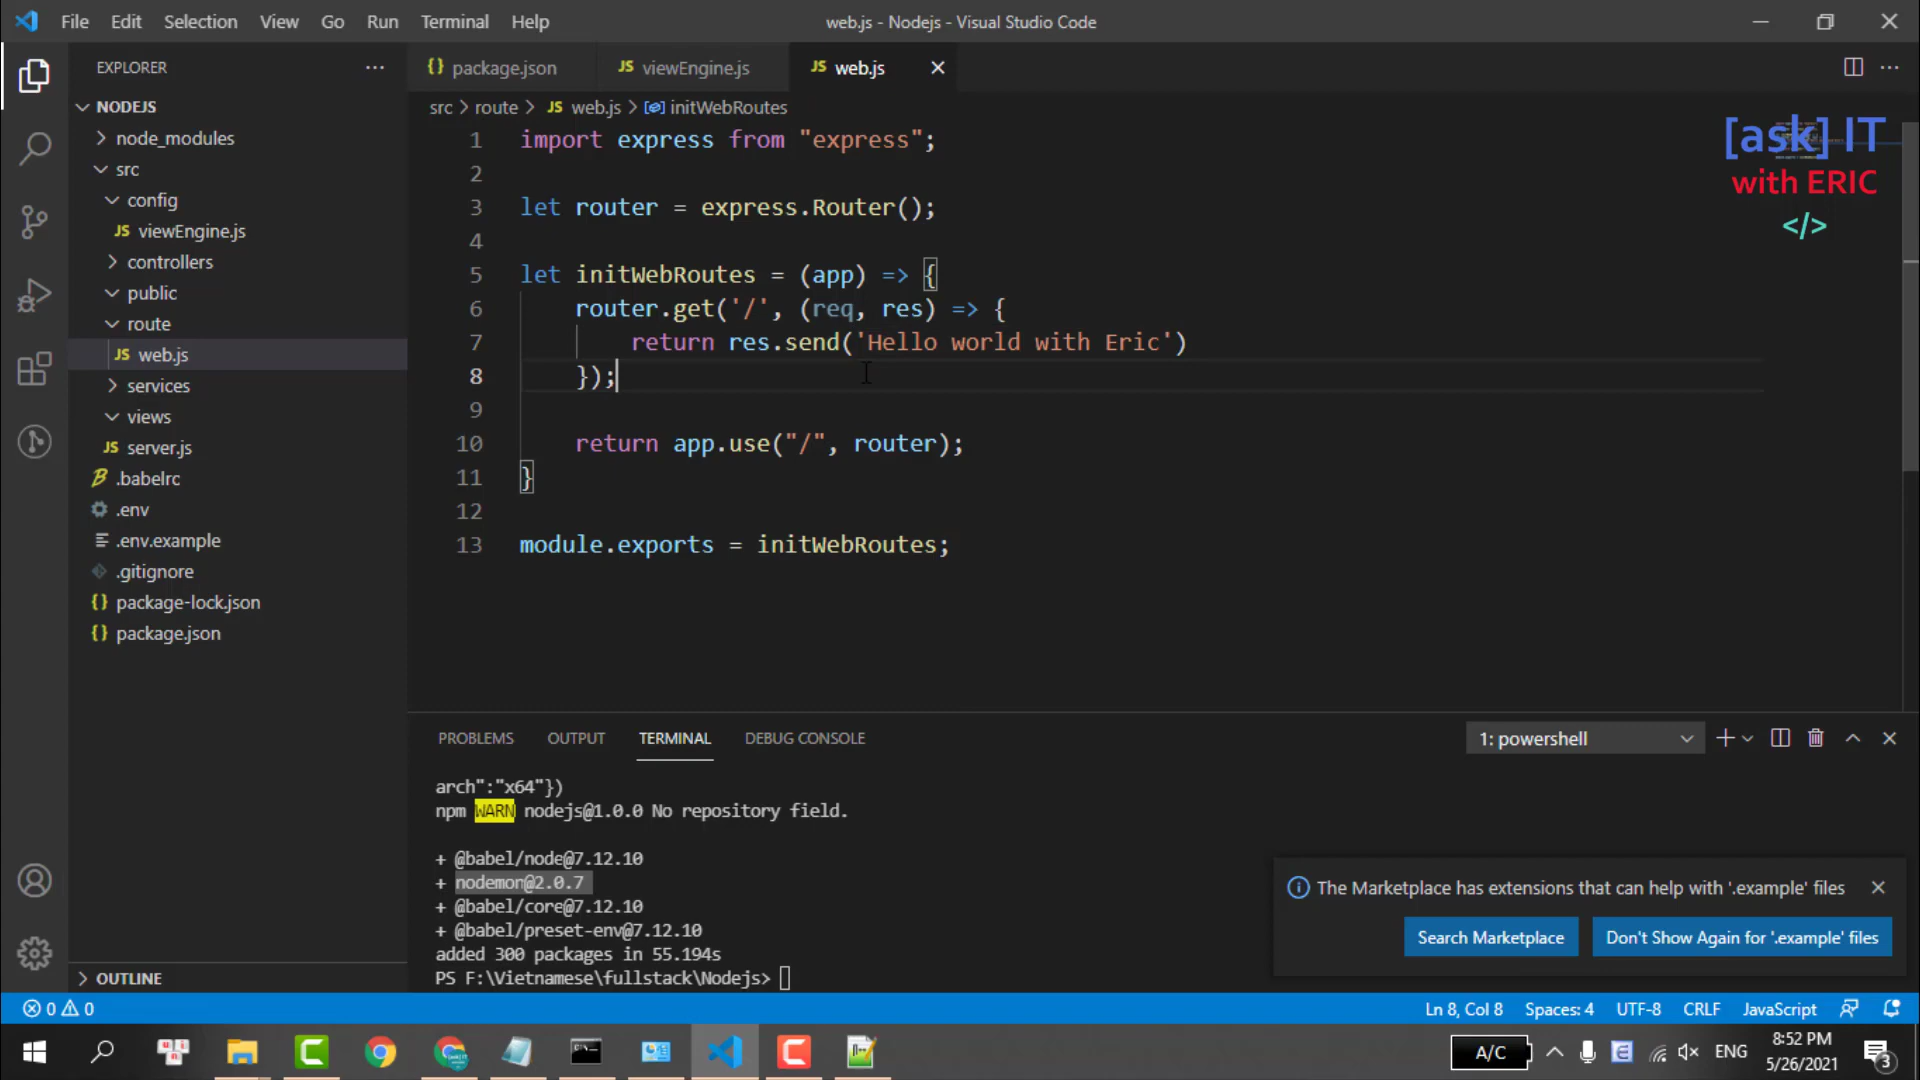 File Edit Selection View Go Run Terminal Help
web.js - Nodejs - Visual Studio Code
EXPLORER
NODEJS
node_modules
src
config
JS viewEngine.js
controllers
public
route
JS web.js
services
views
JS server.js
.babelrc
.env
.env.example
.gitignore
{} package-lock.json
{} package.json
OUTLINE
{} package.json JS viewEngine.js JS web.js
src > route > JS web.js > initWebRoutes
1 import express from "express";
2
3 let router = express.Router();
4
5 let initWebRoutes = (app) => {
6 router.get('/', (req, res) => {
7 return res.send('Hello world with Eric')
8 });
9
10 return app.use("/", router);
11 }
12
13 module.exports = initWebRoutes;
[ask] IT
with ERIC
</>
PROBLEMS OUTPUT TERMINAL DEBUG CONSOLE
1: powershell
arch":"x64"})
npm WARN nodejs@1.0.0 No repository field.
+ @babel/node@7.12.10
+ nodemon@2.0.7
+ @babel/core@7.12.10
+ @babel/preset-env@7.12.10
added 300 packages in 55.194s
PS F:\Vietnamese\fullstack\Nodejs>
The Marketplace has extensions that can help with '.example' files
Search Marketplace
Don't Show Again for '.example' files
0 0
Ln 8, Col 8 Spaces: 4 UTF-8 CRLF JavaScript
A/C
ENG
8:52 PM
5/26/2021
3